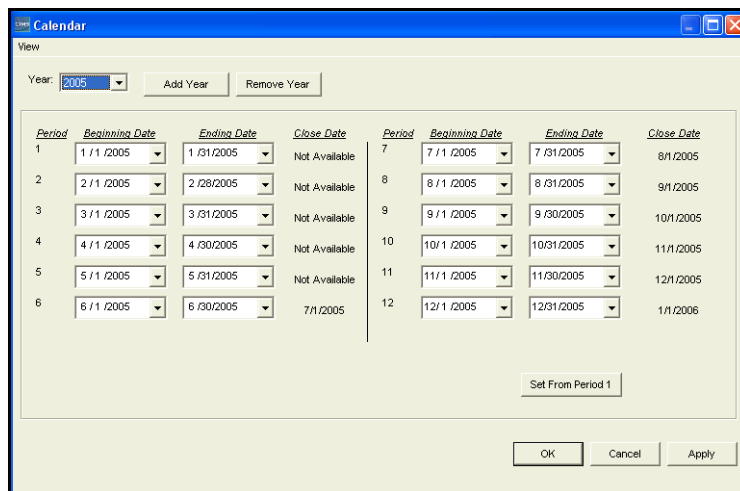 Calendar
View
Year: 2005 Add Year Remove Year
Period Beginning Date Ending Date Close Date
1 1 /1 /2005 1 /31/2005 Not Available
2 2 /1 /2005 2 /28/2005 Not Available
3 3 /1 /2005 3 /31/2005 Not Available
4 4 /1 /2005 4 /30/2005 Not Available
5 5 /1 /2005 5 /31/2005 Not Available
6 6 /1 /2005 6 /30/2005 7/1/2005
Period Beginning Date Ending Date Close Date
7 7 /1 /2005 7 /31/2005 8/1/2005
8 8 /1 /2005 8 /31/2005 9/1/2005
9 9 /1 /2005 9 /30/2005 10/1/2005
10 10/1 /2005 10/31/2005 11/1/2005
11 11/1 /2005 11/30/2005 12/1/2005
12 12/1 /2005 12/31/2005 1/1/2006
Set From Period 1
OK Cancel Apply